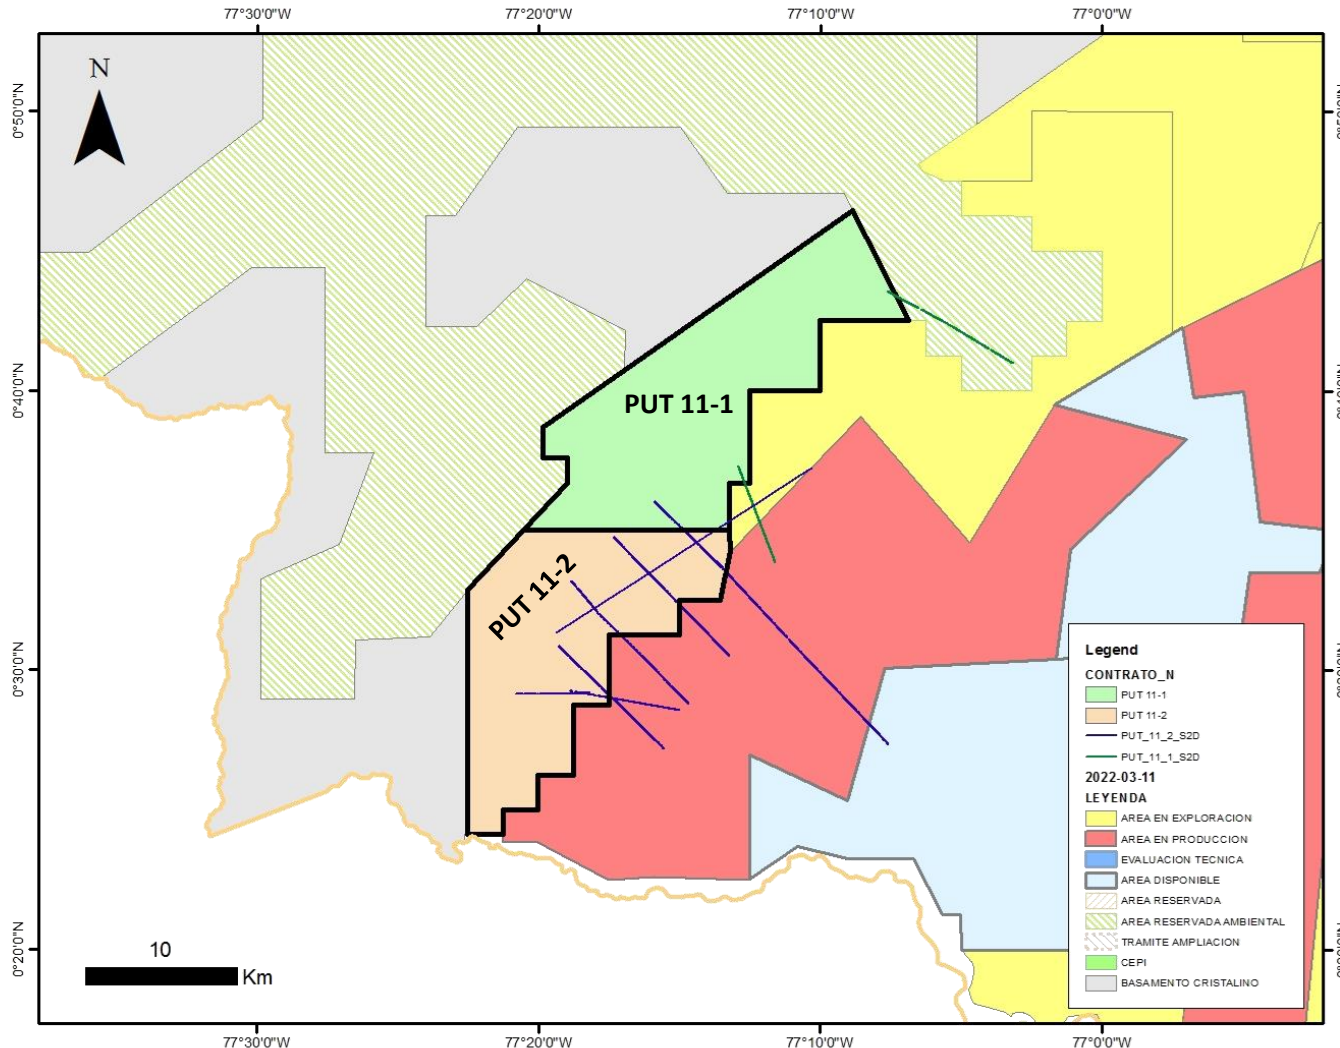 77°30'0"W 77°20'0"W 77°10'0"W 77°0'0"W
N
0°50'0"N
0°40'0"N
PUT 11-1
PUT 11-2
0°30'0"N
0°20'0"N
10
Km
Legend
CONTRATO_N
PUT 11-1
PUT 11-2
PUT_11_2_S2D
PUT_11_1_S2D
2022-03-11
LEYENDA
AREA EN EXPLORACION
AREA EN PRODUCCION
EVALUACION TECNICA
AREA DISPONIBLE
AREA RESERVADA
AREA RESERVADA AMBIENTAL
TRAMITE AMPLIACION
CEPI
BASAMENTO CRISTALINO
77°30'0"W 77°20'0"W 77°10'0"W 77°0'0"W